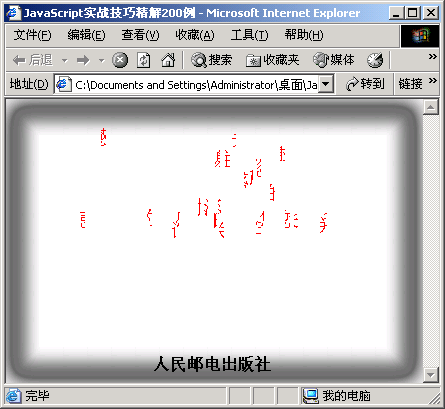 JavaScript实战技巧精解200例 - Microsoft Internet Explorer
文件(F) 编辑(E) 查看(V) 收藏(A) 工具(T) 帮助(H) »
后退 搜索 收藏夹 媒体 »
地址(D) C:\Documents and Settings\Administrator\桌面\Ja 转到 链接 »
人民邮电出版社
完毕 我的电脑